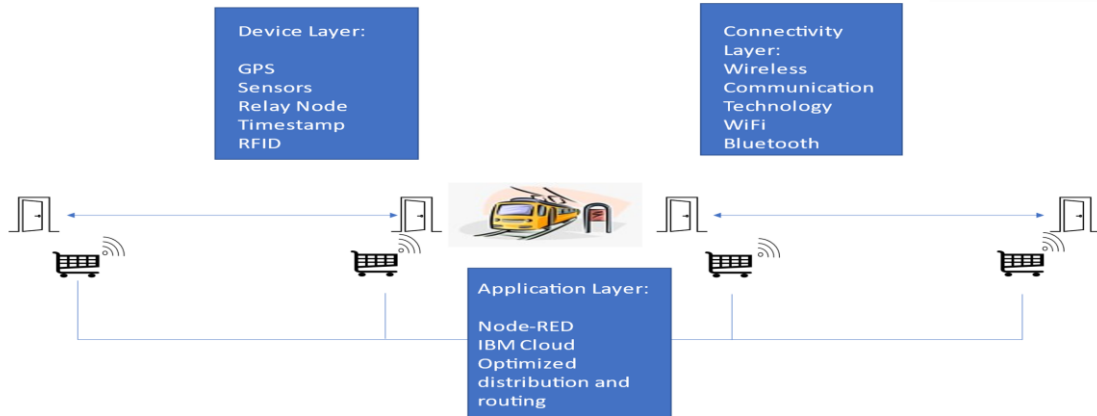 Device Layer:
GPS
Sensors
Relay Node
Timestamp
RFID
Connectivity
Layer:
Wireless
Communication
Technology
WiFi
Bluetooth
Application Layer:
Node-RED
IBM Cloud
Optimized
distribution and
routing